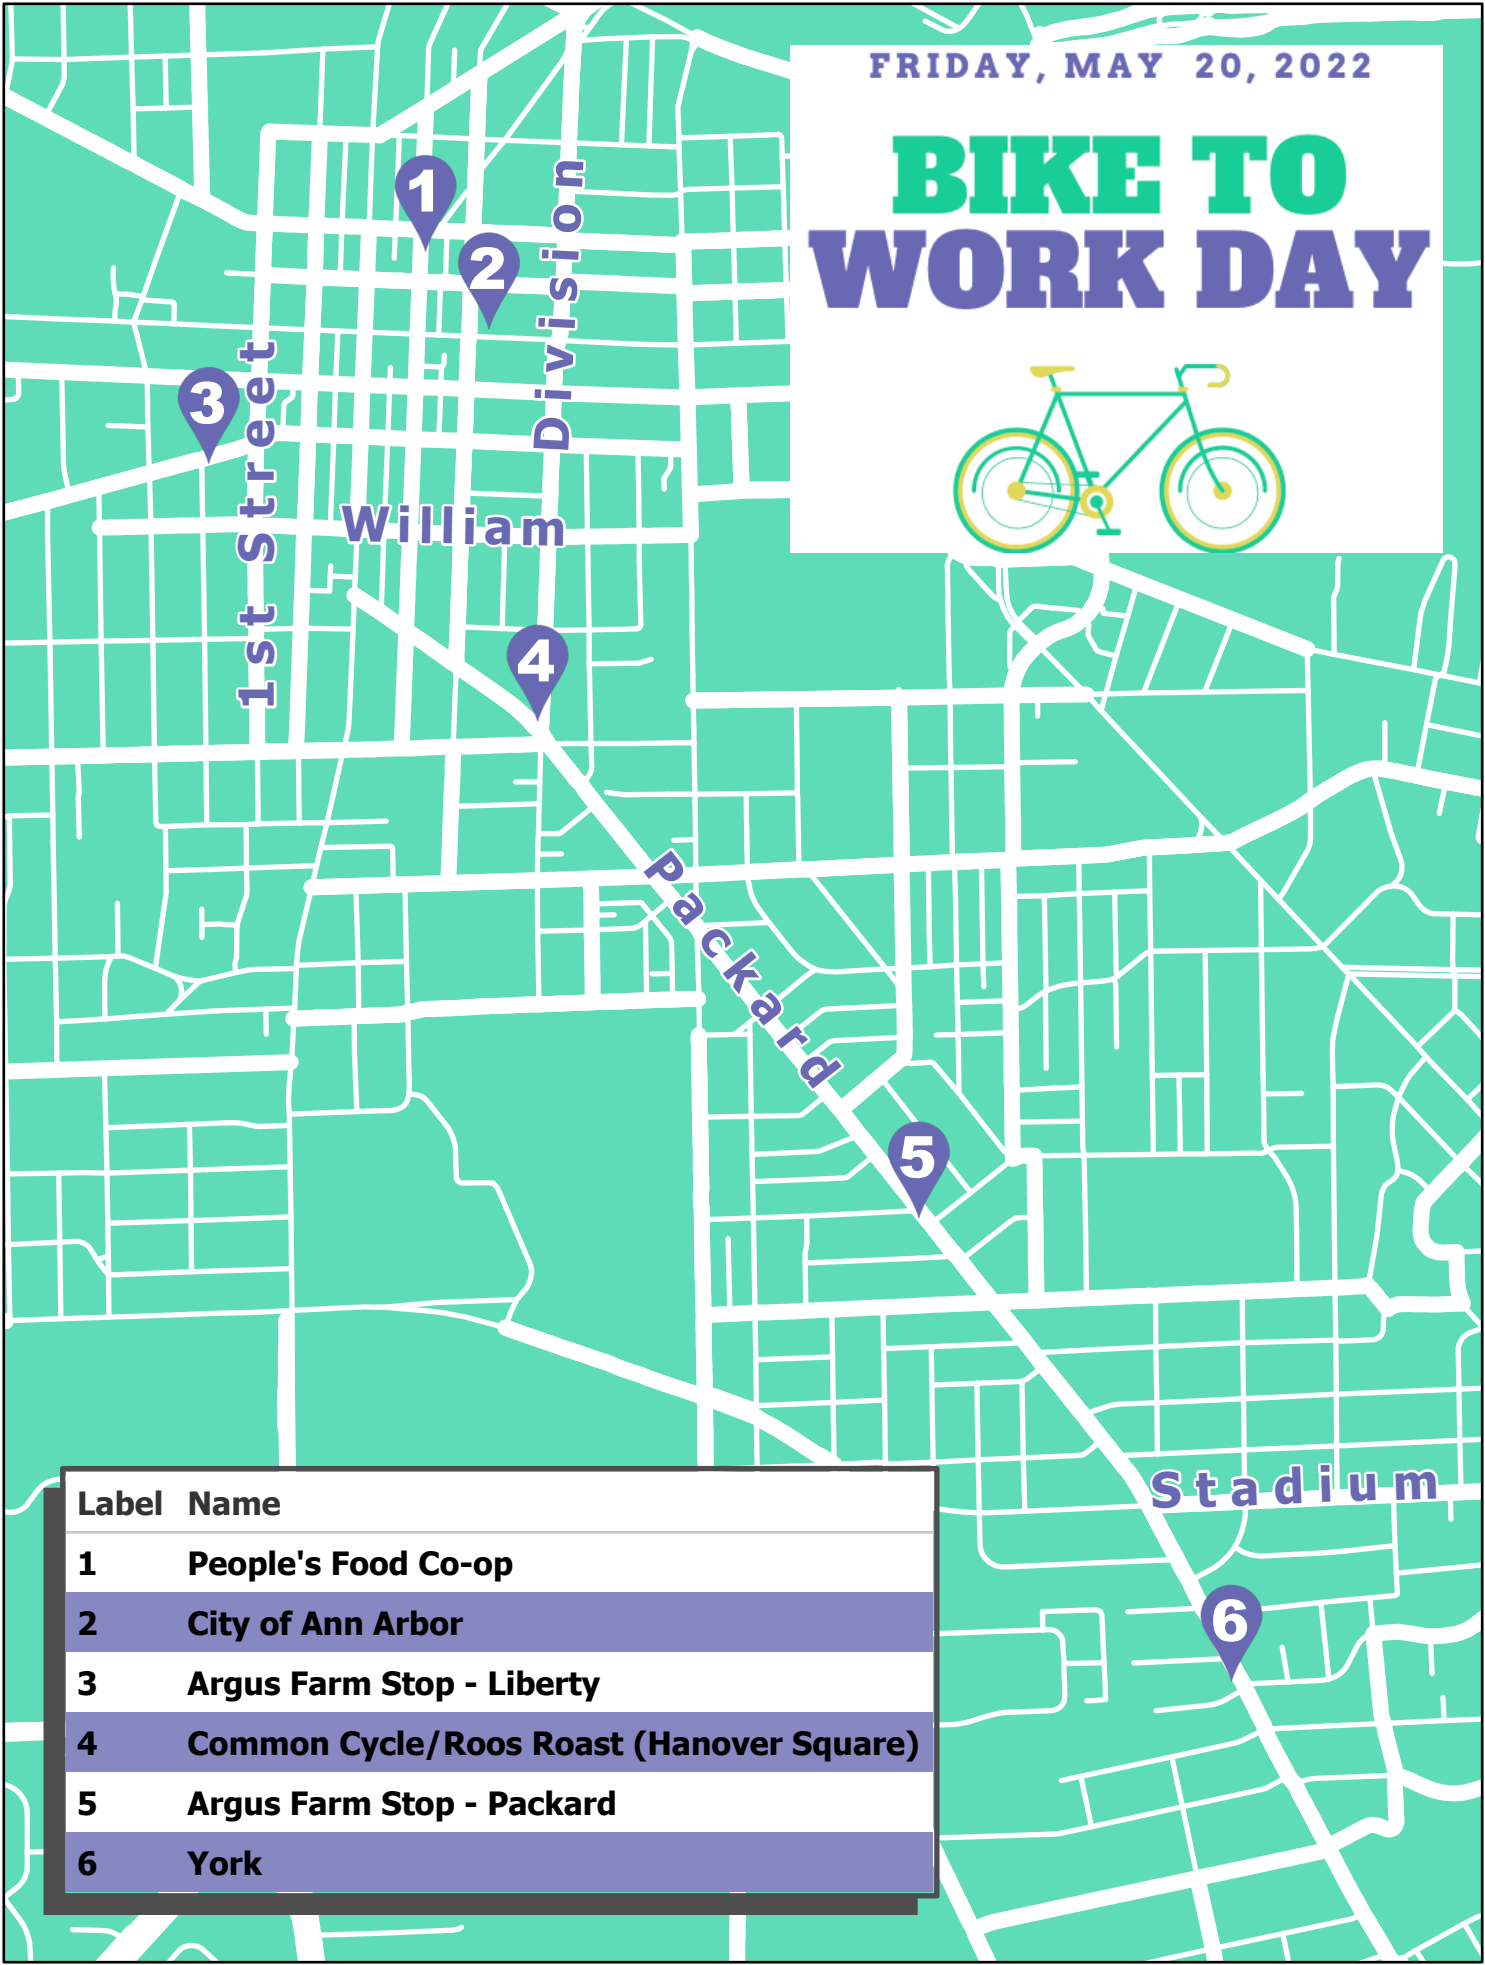 FRIDAY, MAY 20, 2022
BIKE TO
WORK DAY
1
2
Division
3
1st Street
William
4
Packard
5
Stadium
6
Label Name
1 People's Food Co-op
2 City of Ann Arbor
3 Argus Farm Stop - Liberty
4 Common Cycle/Roos Roast (Hanover Square)
5 Argus Farm Stop - Packard
6 York